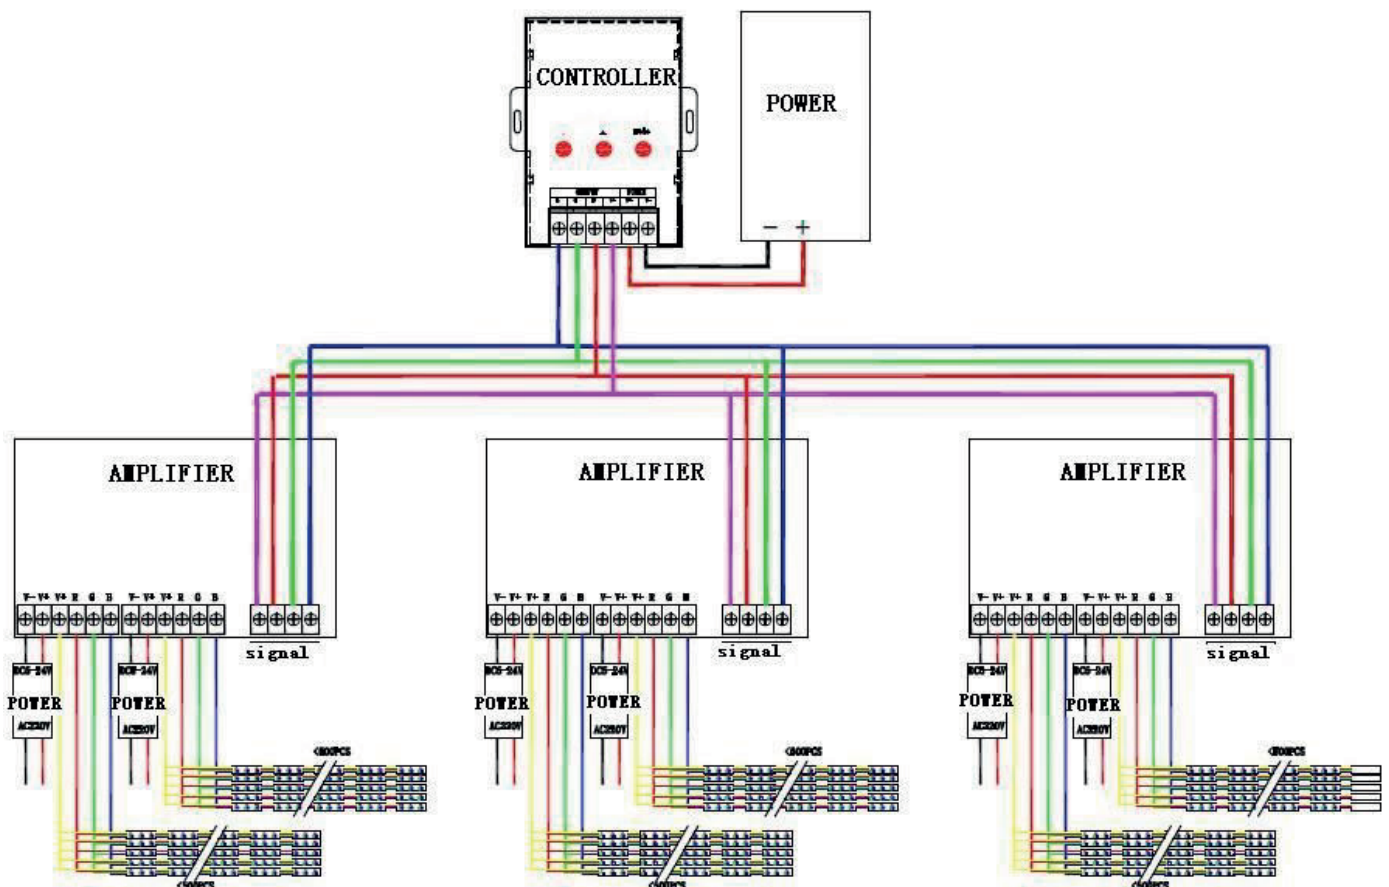 CONTROLLER
POWER
- +
AMPLIFIER
AMPLIFIER
AMPLIFIER
V- V+ V+ R G B V- V+ V+ R G B
V- V+ V+ R G B V- V+ V+ R G B
V- V+ V+ R G B V- V+ V+ R G B
signal
signal
signal
DC5-24V
POWER
AC220V
DC5-24V
POWER
AC220V
DC5-24V
POWER
AC220V
DC5-24V
POWER
AC220V
DC5-24V
POWER
AC220V
DC5-24V
POWER
AC220V